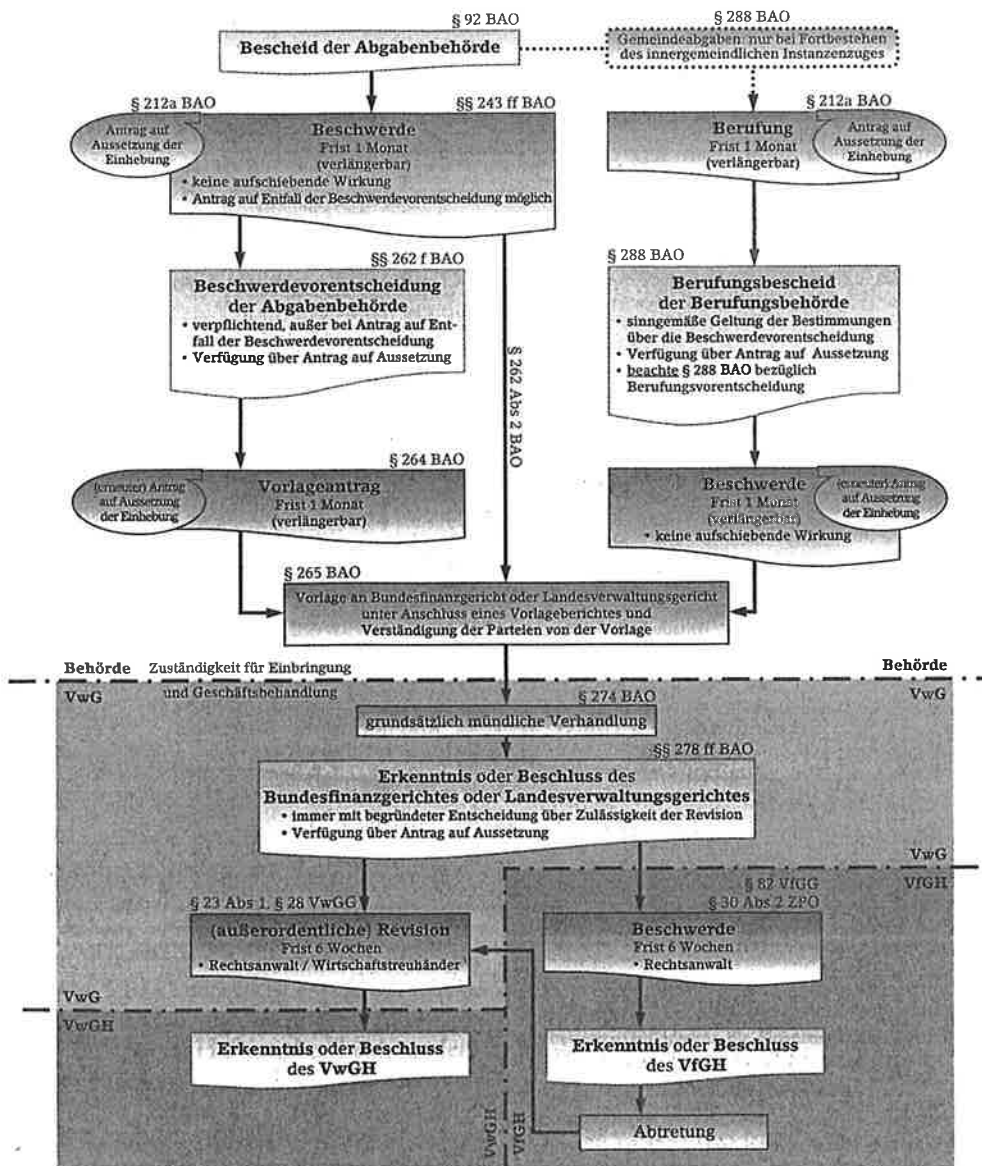 § 92 BAO
Bescheid der Abgabenbehörde
§ 288 BAO
Gemeindeabgaben: nur bei Fortbestehen
des innergemeindlichen Instanzenzuges
§ 212a BAO
Antrag auf
Aussetzung der
Einhebung
§§ 243 ff BAO
Beschwerde
Frist 1 Monat
(verlängerbar)
• keine aufschiebende Wirkung
• Antrag auf Entfall der Beschwerdevorentscheidung möglich
§ 212a BAO
Berufung
Frist 1 Monat
(verlängerbar)
Antrag auf
Aussetzung der
Einhebung
§§ 262 f BAO
Beschwerdevorentscheidung
der Abgabenbehörde
• verpflichtend, außer bei Antrag auf Ent-
fall der Beschwerdevorentscheidung
• Verfügung über Antrag auf Aussetzung
§ 262 Abs 2 BAO
§ 288 BAO
Berufungsbescheid
der Berufungsbehörde
• sinngemäße Geltung der Bestimmungen
über die Beschwerdevorentscheidung
• Verfügung über Antrag auf Aussetzung
• beachte § 288 BAO bezüglich
Berufungsvorentscheidung
§ 264 BAO
(erneuter) Antrag
auf Aussetzung
der Einhebung
Vorlageantrag
Frist 1 Monat
(verlängerbar)
Beschwerde
Frist 1 Monat
(verlängerbar)
• keine aufschiebende Wirkung
(erneuter) Antrag
auf Aussetzung
der Einhebung
§ 265 BAO
Vorlage an Bundesfinanzgericht oder Landesverwaltungsgericht
unter Anschluss eines Vorlageberichtes und
Verständigung der Parteien von der Vorlage
Behörde Zuständigkeit für Einbringung
Behörde
VwG
und Geschäftsbehandlung
VwG
§ 274 BAO
grundsätzlich mündliche Verhandlung
§§ 278 ff BAO
Erkenntnis oder Beschluss des
Bundesfinanzgerichtes oder Landesverwaltungsgerichtes
• immer mit begründeter Entscheidung über Zulässigkeit der Revision
• Verfügung über Antrag auf Aussetzung
VwG
VfGH
§ 23 Abs 1, § 28 VwGG
(außerordentliche) Revision
Frist 6 Wochen
• Rechtsanwalt / Wirtschaftstreuhänder
§ 82 VfGG
§ 30 Abs 2 ZPO
Beschwerde
Frist 6 Wochen
• Rechtsanwalt
VwG
VwGH
Erkenntnis oder Beschluss
des VwGH
Erkenntnis oder Beschluss
des VfGH
Abtretung
VwGH
VfGH